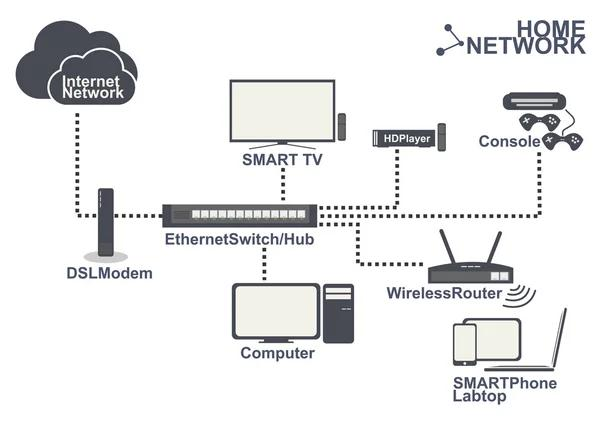 HOME
NETWORK
Internet
Network
SMART TV
HDPlayer
Console
EthernetSwitch/Hub
DSLModem
WirelessRouter
Computer
SMARTPhone
Labtop